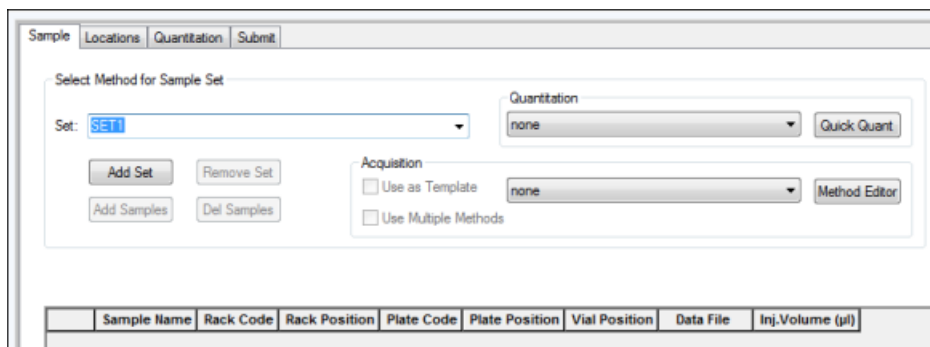 Sample Locations Quantitation Submit
Select Method for Sample Set
Quantitation
Set: SET1 none Quick Quant
Acquisition
Add Set Remove Set Use as Template none Method Editor
Add Samples Del Samples Use Multiple Methods
Sample Name Rack Code Rack Position Plate Code Plate Position Vial Position Data File Inj.Volume (µl)